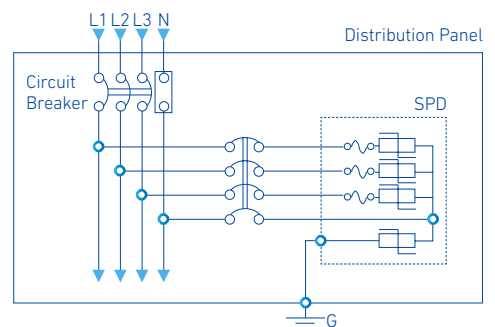 L1 L2 L3 N
Distribution Panel
Circuit
Breaker
SPD
G